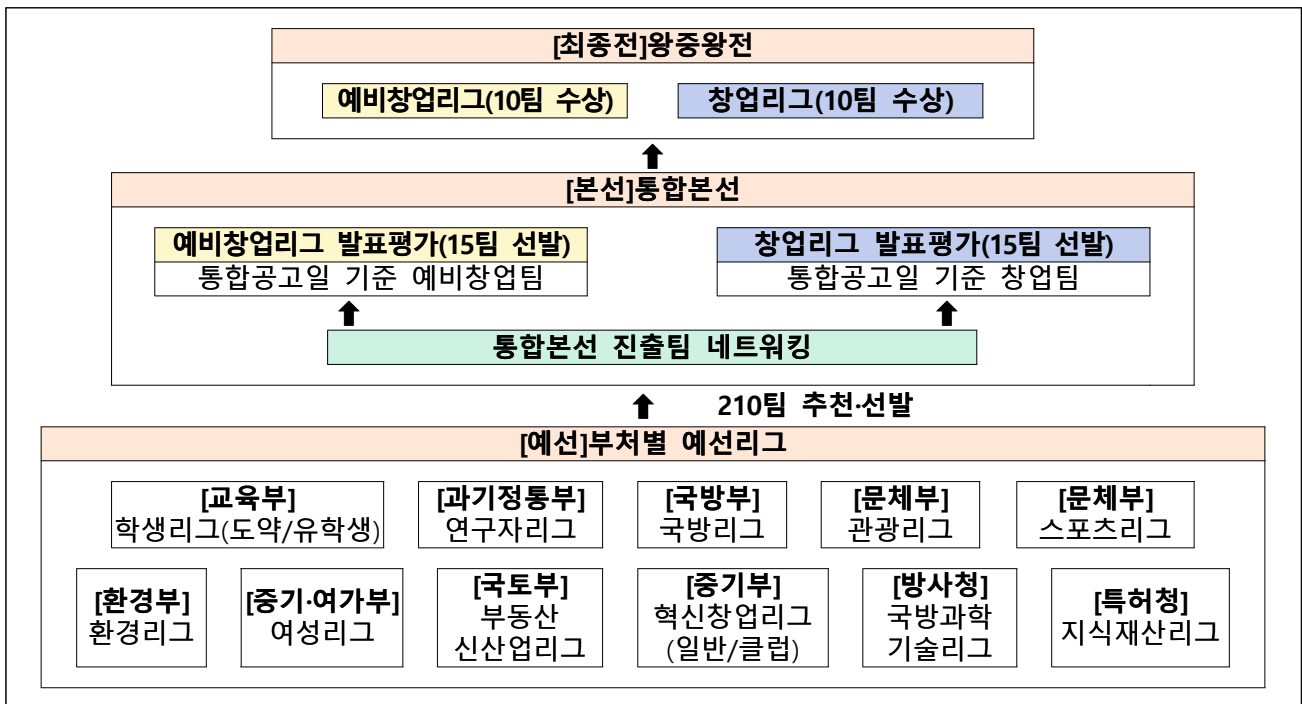 [최종전]왕중왕전
예비창업리그(10팀 수상)
창업리그(10팀 수상)
[본선]통합본선
예비창업리그 발표평가(15팀 선발)
통합공고일 기준 예비창업팀
창업리그 발표평가(15팀 선발)
통합공고일 기준 창업팀
통합본선 진출팀 네트워킹
210팀 추천·선발
[예선]부처별 예선리그
[교육부]
학생리그(도약/유학생)
[과기정통부]
연구자리그
[국방부]
국방리그
[문체부]
관광리그
[문체부]
스포츠리그
[환경부]
환경리그
[중기·여가부]
여성리그
[국토부]
부동산
신산업리그
[중기부]
혁신창업리그
(일반/클럽)
[방사청]
국방과학
기술리그
[특허청]
지식재산리그